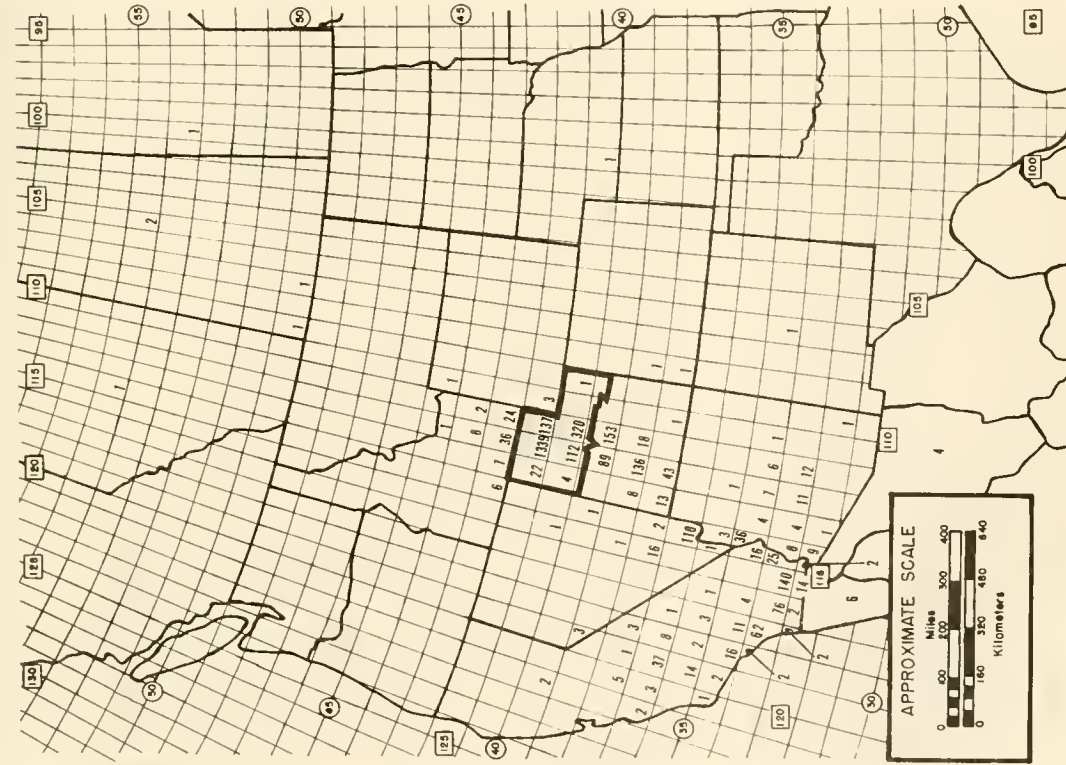 130 125 120 115 110 105 100 95
50 1 2 55
1
1 1 50
45
125 1 1 45
8 2
40 6 1 36 24
22 1339 137 3
2 1 4 112 320 1
3 1 89 153
1 40
5 1 3 1 8 136 18 1
2 3 37 8 1 16 2 13 43 1 1
35 1 14 2 3 1 1 118
2 16 11 4 3 36 1
62 16 4 7 6 1
120 2 76 25 4 11 12 1 35
2 2 140 8
14 9 1
115
30 6 2 110 105 100 30
4
85
APPROXIMATE SCALE
Miles
0 100 200 300 400
0 160 320 480 640
Kilometers